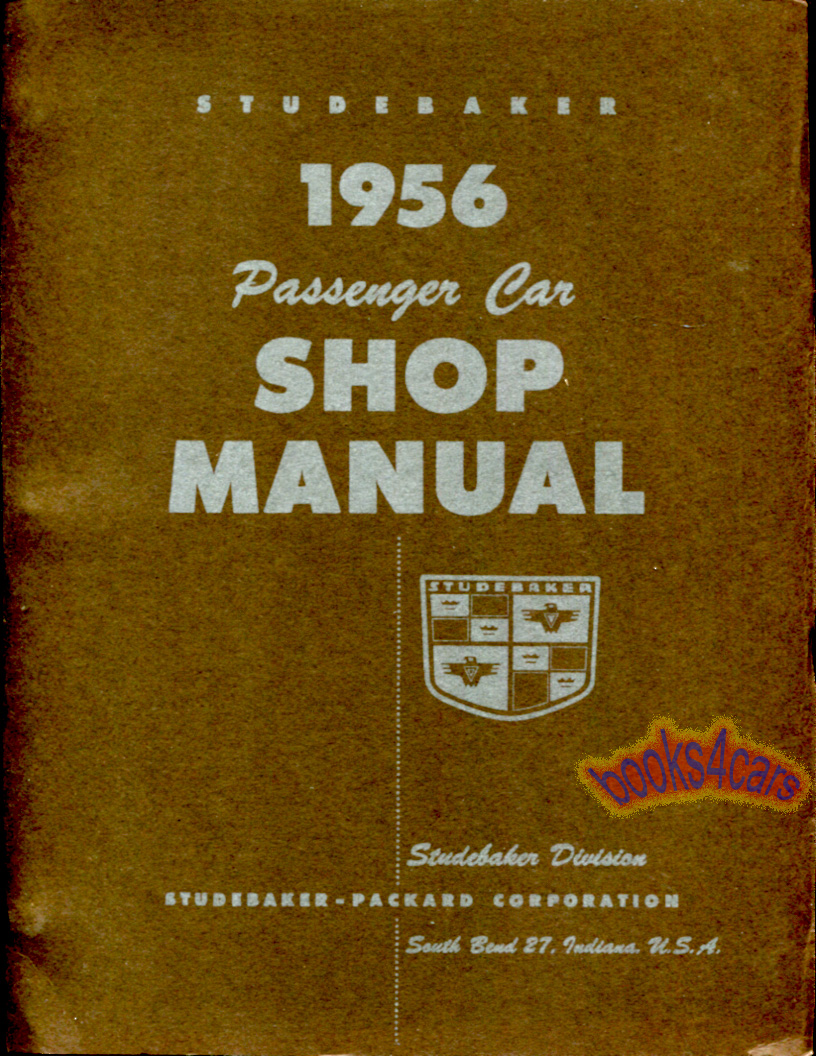 STUDEBAKER
1956
Passenger Car
SHOP
MANUAL
STUDEBAKER
books4cars
Studebaker Division
STUDEBAKER-PACKARD CORPORATION
South Bend 27, Indiana. U.S.A.